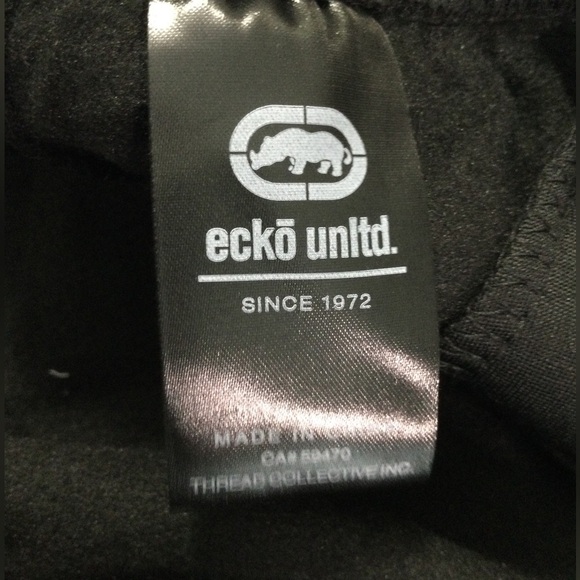 eckō unltd.
SINCE 1972
MADE IN
CA# 59470
THREAD COLLECTIVE INC.